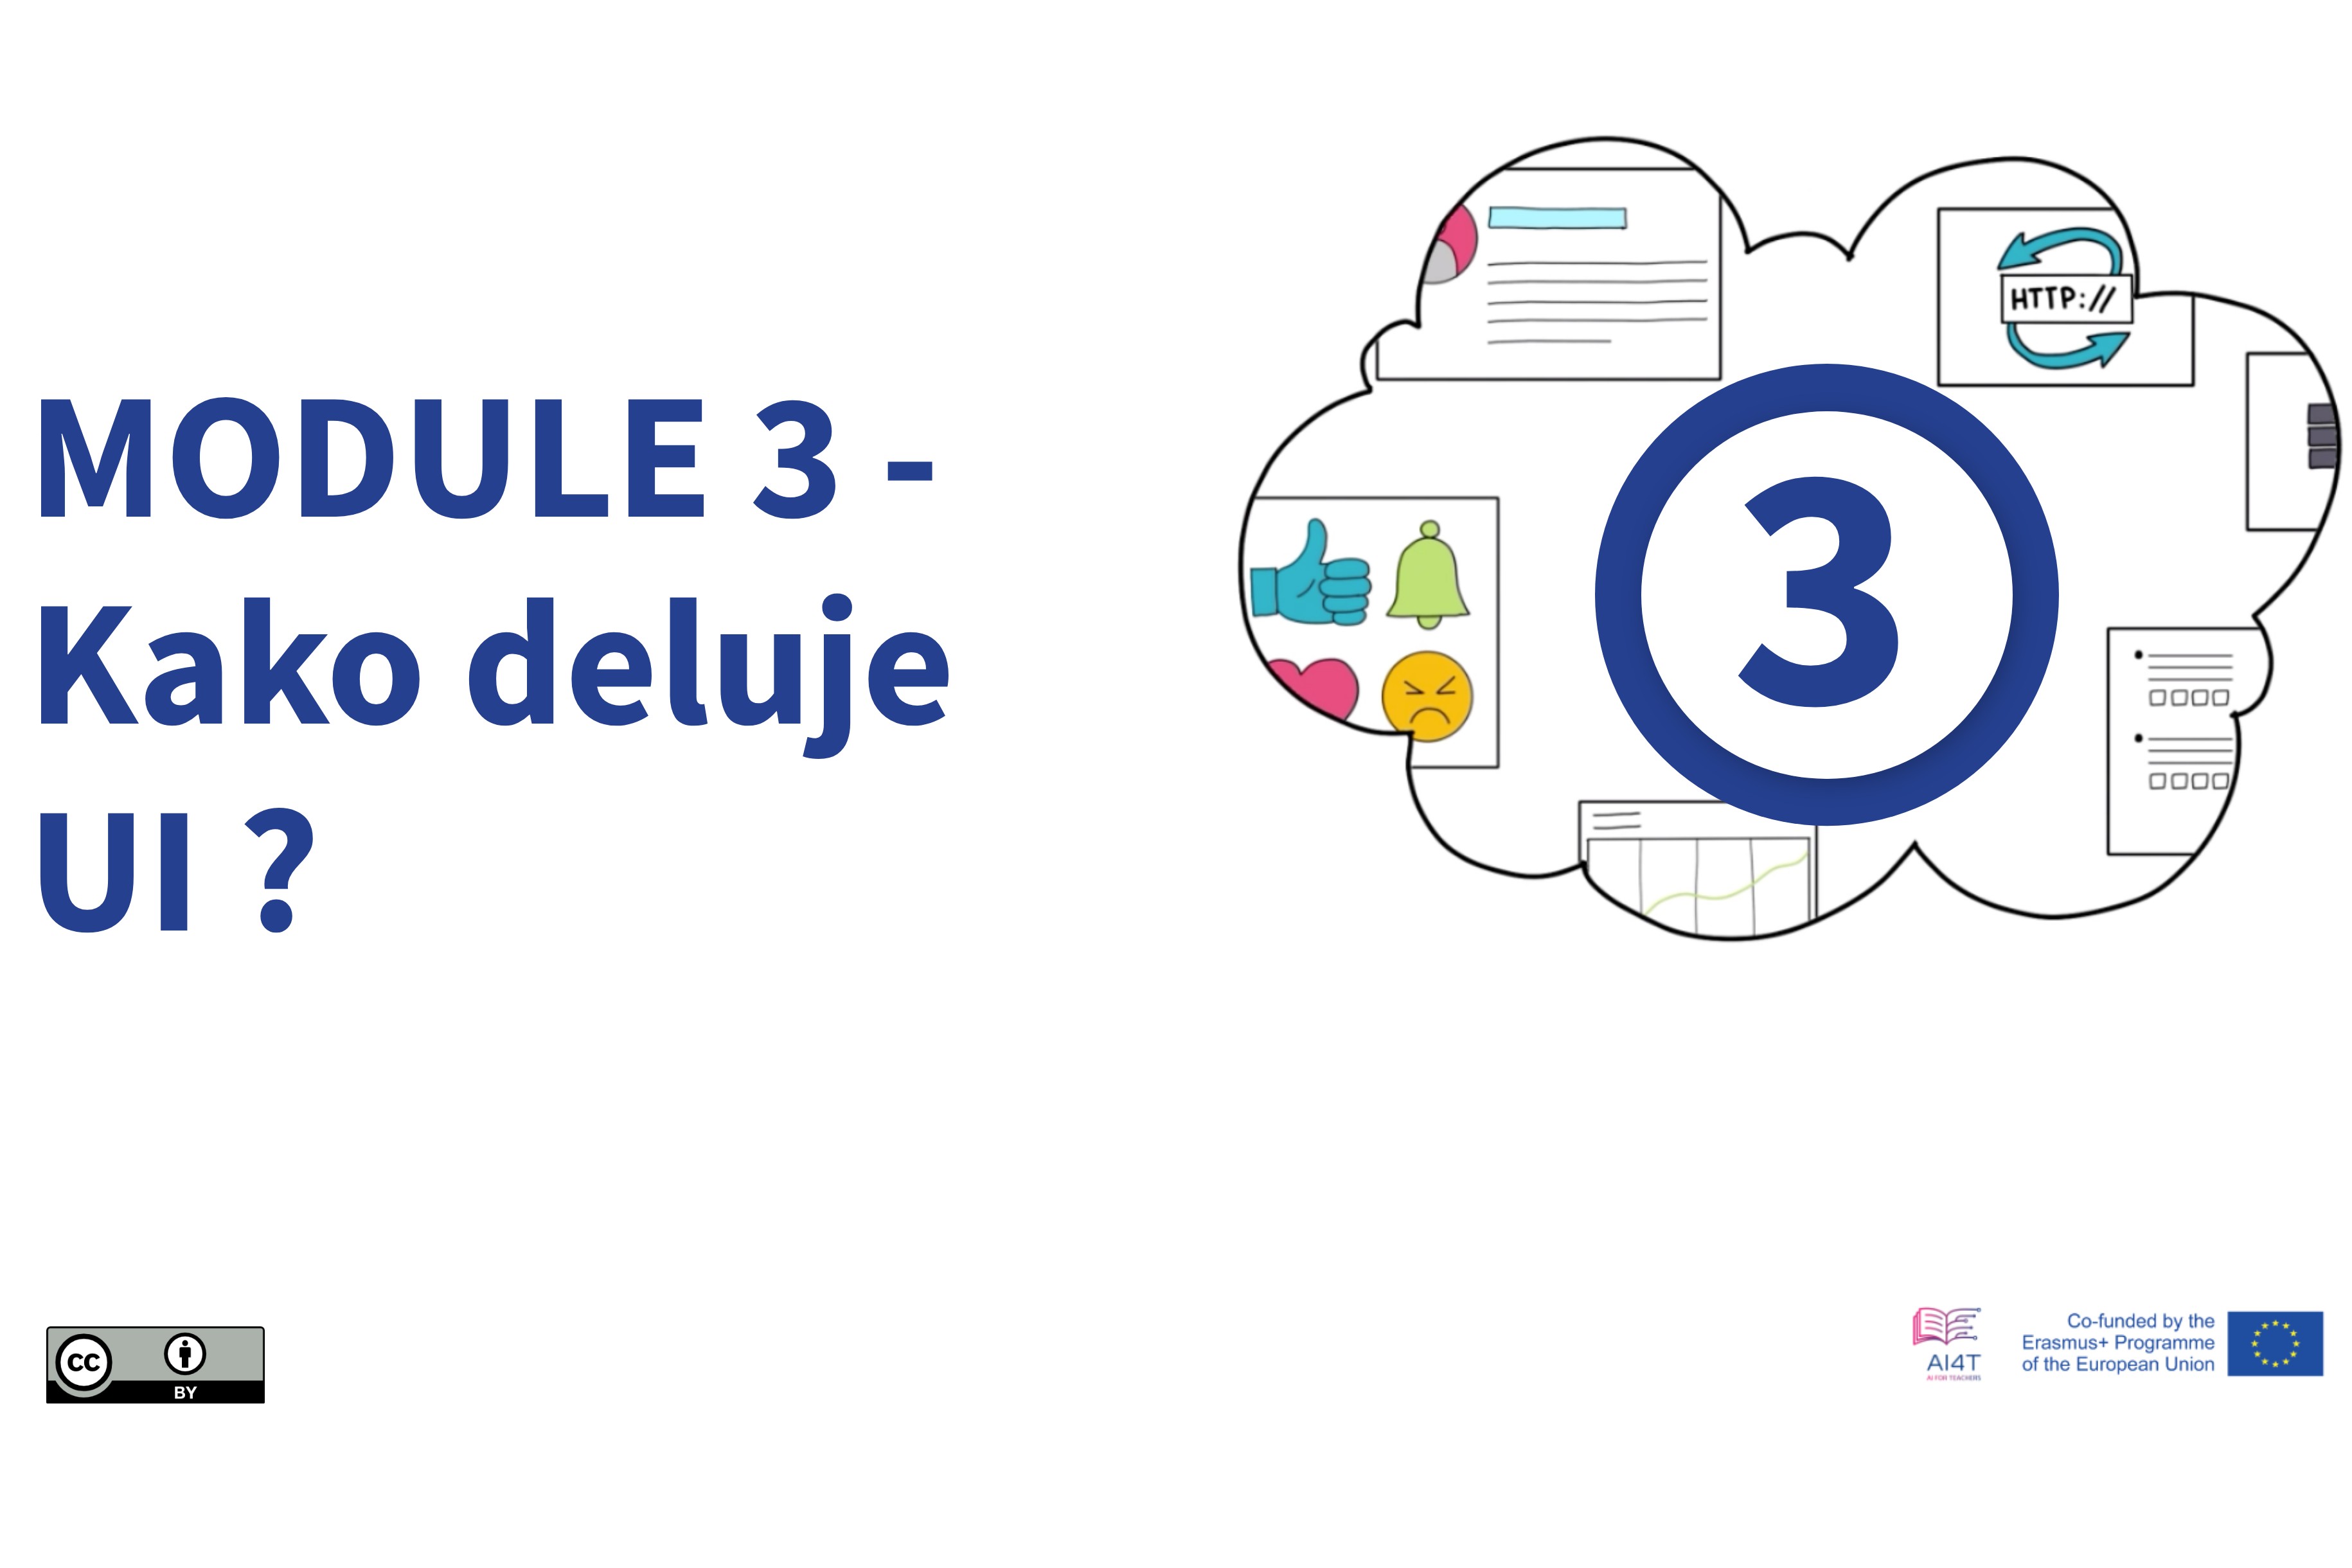 MODULE 3 -
Kako deluje
UI ?
HTTP://
3
cc
BY
AI4T
AI FOR TEACHERS
Co-funded by the
Erasmus+ Programme
of the European Union